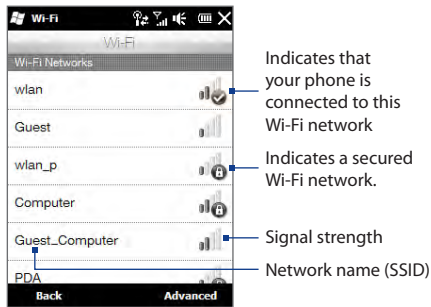 Wi-Fi
Wi-Fi
Wi-Fi Networks
wlan
Guest
wlan_p
Computer
Guest_Computer
PDA
Back Advanced
Indicates that
your phone is
connected to this
Wi-Fi network
Indicates a secured
Wi-Fi network.
Signal strength
Network name (SSID)